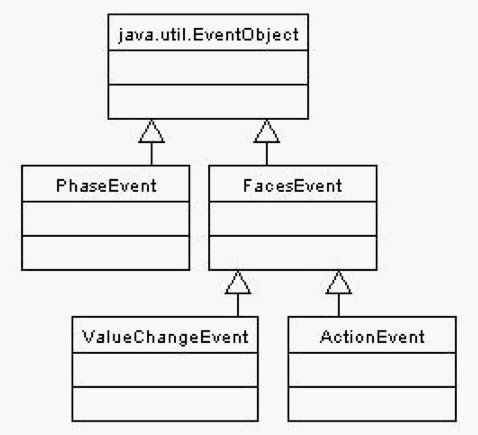 java.util.EventObject
PhaseEvent
FacesEvent
ValueChangeEvent
ActionEvent